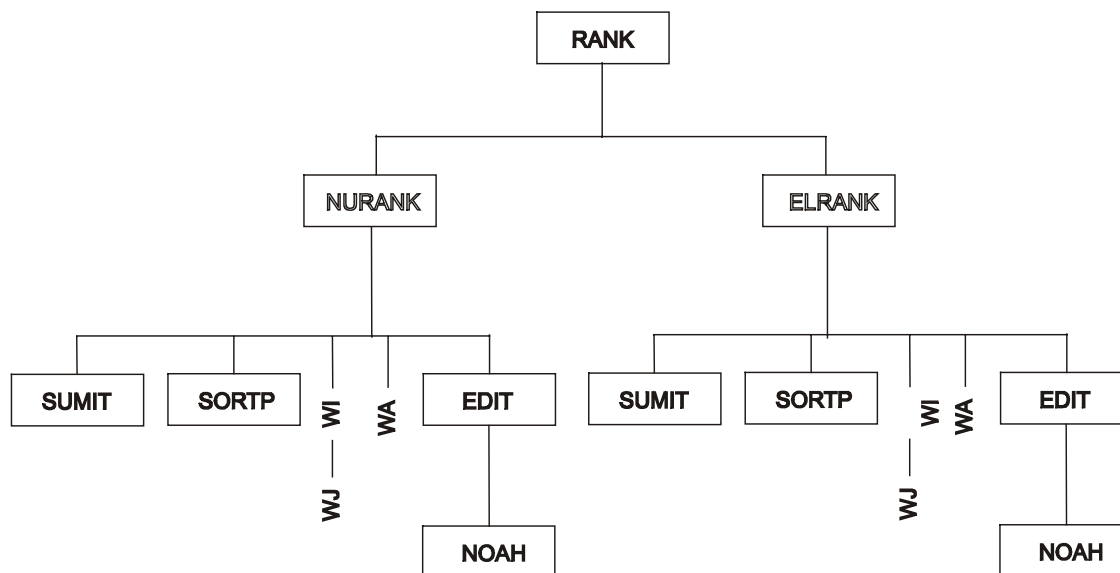 RANK
NURANK
ELRANK
SUMIT
SORTP
WI
WA
EDIT
SUMIT
SORTP
WI
WA
EDIT
WJ
WJ
NOAH
NOAH